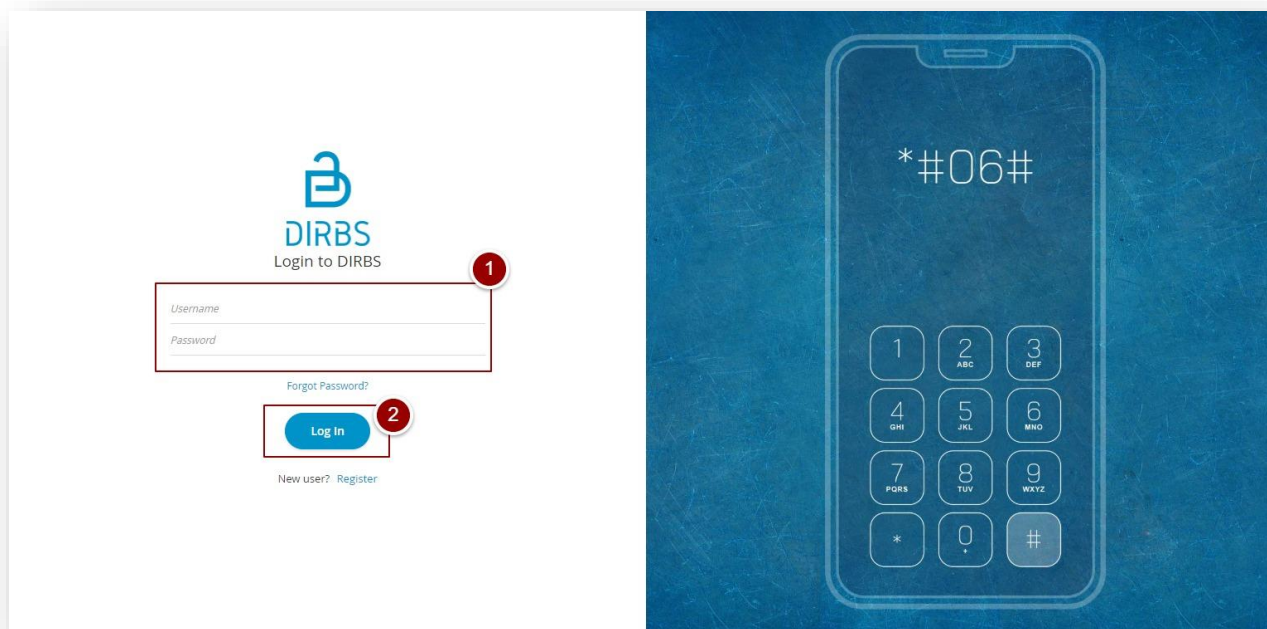 DIRBS
Login to DIRBS
1
Username
Password
Forgot Password?
2
Log In
New user? Register
*#06#
1 2 3
ABC DEF
4 5 6
GHI JKL MNO
7 8 9
PQRS TUV WXYZ
* 0 #
+